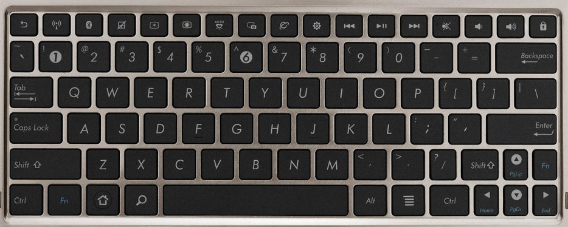 ~ ` ! 1 @ 2 # 3 $ 4 % 5 ^ 6 & 7 * 8 ( 9 ) 0 _ - + = Backspace
Tab Q W E R T Y U I O P { [ } ] | \
Caps Lock A S D F G H J K L : ; " ' Enter
Shift Z X C V B N M < , > . ? / Shift PgUp Fn
Ctrl Fn Alt Ctrl Home PgDn End